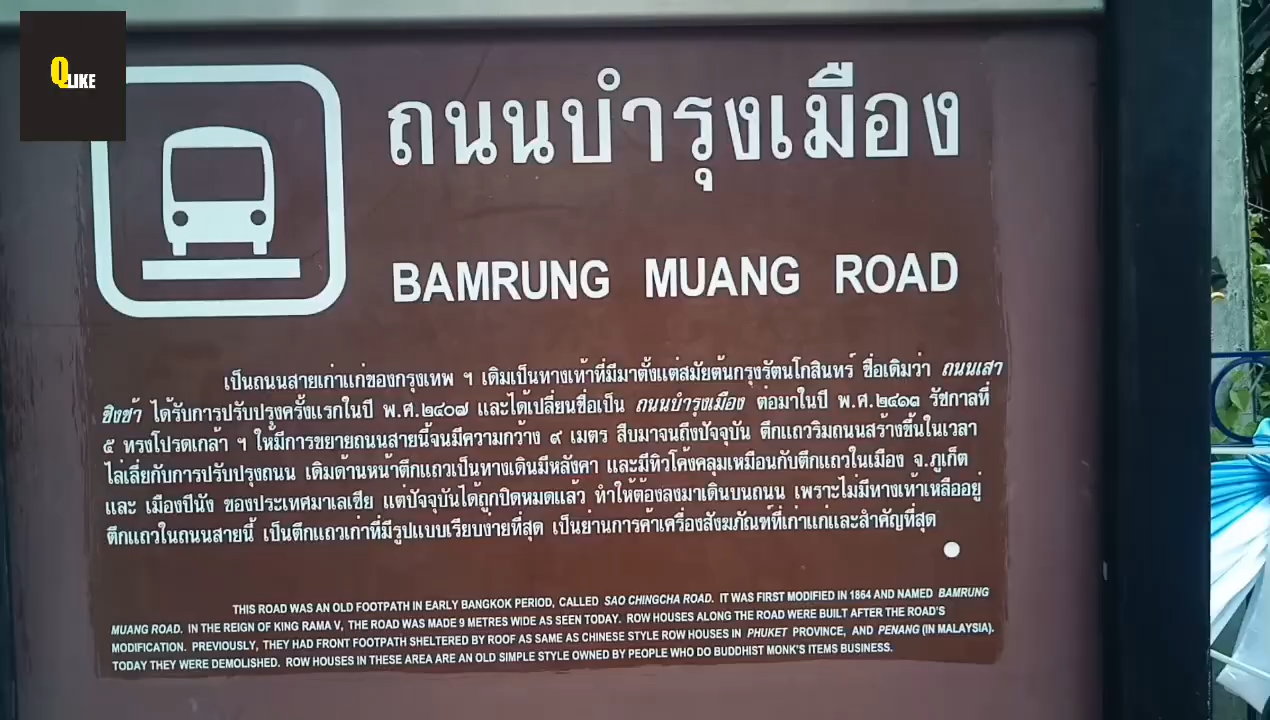 QLIKE
ถนนบำรุงเมือง
BAMRUNG MUANG ROAD
เป็นถนนสายเก่าแก่ของกรุงเทพ ฯ เดิมเป็นทางเท้าที่มีมาตั้งแต่สมัยต้นกรุงรัตนโกสินทร์ ชื่อเดิมว่า ถนนเสา
ชิงช้า ได้รับการปรับปรุงครั้งแรกในปี พ.ศ.๒๔๐๗ และได้เปลี่ยนชื่อเป็น ถนนบำรุงเมือง ต่อมาในปี พ.ศ.๒๔๑๓ รัชกาลที่
๕ ทรงโปรดเกล้า ฯ ให้มีการขยายถนนสายนี้จนมีความกว้าง ๙ เมตร สืบมาจนถึงปัจจุบัน ตึกแถวริมถนนสร้างขึ้นในเวลา
ไล่เลี่ยกับการปรับปรุงถนน เดิมด้านหน้าตึกแถวเป็นทางเดินมีหลังคา และมีทิวโค้งคลุมเหมือนกับตึกแถวในเมือง จ.ภูเก็ต
และ เมืองปีนัง ของประเทศมาเลเซีย แต่ปัจจุบันได้ถูกปิดหมดแล้ว ทำให้ต้องลงมาเดินบนถนน เพราะไม่มีทางเท้าเหลืออยู่
ตึกแถวในถนนสายนี้ เป็นตึกแถวเก่าที่มีรูปแบบเรียบง่ายที่สุด เป็นย่านการค้าเครื่องสังฆภัณฑ์ที่เก่าแก่และสำคัญที่สุด
THIS ROAD WAS AN OLD FOOTPATH IN EARLY BANGKOK PERIOD, CALLED SAO CHINGCHA ROAD. IT WAS FIRST MODIFIED IN 1864 AND NAMED BAMRUNG
MUANG ROAD. IN THE REIGN OF KING RAMA V, THE ROAD WAS MADE 9 METRES WIDE AS SEEN TODAY. ROW HOUSES ALONG THE ROAD WERE BUILT AFTER THE ROAD'S
MODIFICATION. PREVIOUSLY, THEY HAD FRONT FOOTPATH SHELTERED BY ROOF AS SAME AS CHINESE STYLE ROW HOUSES IN PHUKET PROVINCE, AND PENANG (IN MALAYSIA).
TODAY THEY WERE DEMOLISHED. ROW HOUSES IN THESE AREA ARE AN OLD SIMPLE STYLE OWNED BY PEOPLE WHO DO BUDDHIST MONK'S ITEMS BUSINESS.